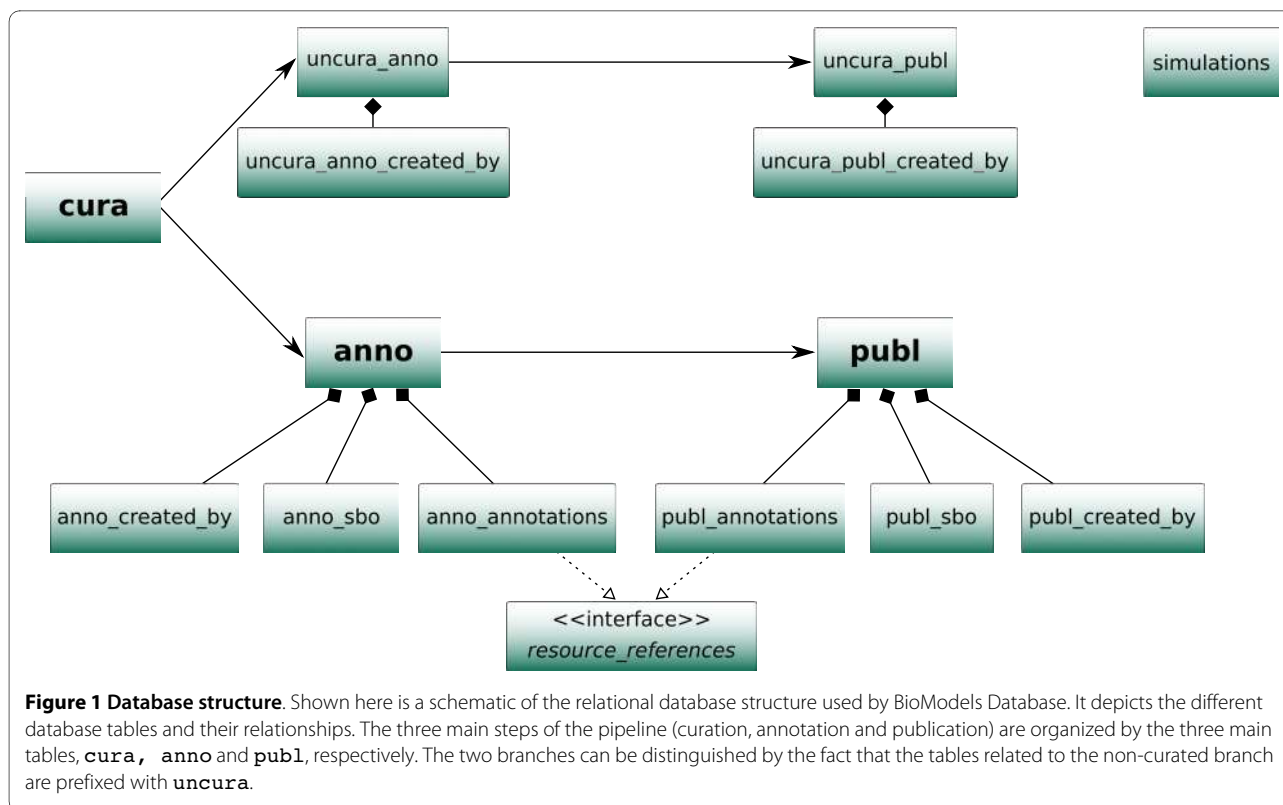 uncura_anno
uncura_publ
simulations
uncura_anno_created_by
uncura_publ_created_by
cura
anno
publ
anno_created_by
anno_sbo
anno_annotations
publ_annotations
publ_sbo
publ_created_by
<<interface>>
resource_references
Figure 1 Database structure. Shown here is a schematic of the relational database structure used by BioModels Database. It depicts the different
database tables and their relationships. The three main steps of the pipeline (curation, annotation and publication) are organized by the three main
tables, cura, anno and publ, respectively. The two branches can be distinguished by the fact that the tables related to the non-curated branch
are prefixed with uncura.